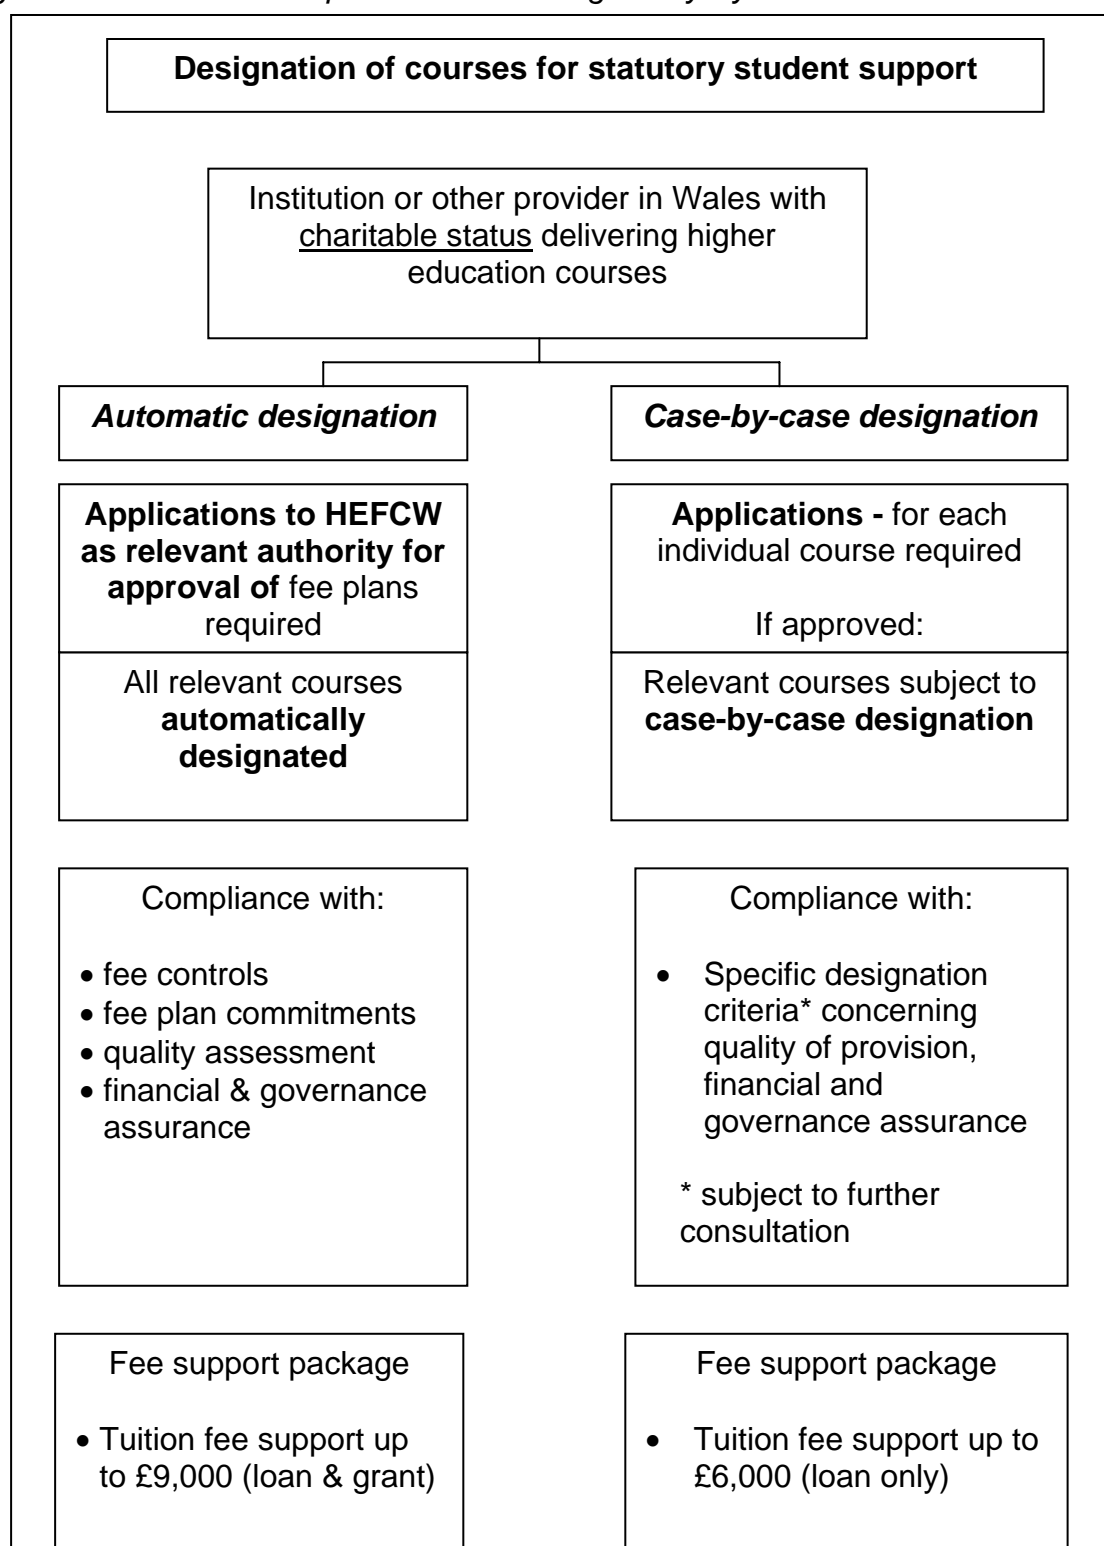 Designation of courses for statutory student support
Institution or other provider in Wales with
charitable status delivering higher
education courses
Automatic designation
Case-by-case designation
Applications to HEFCW
as relevant authority for
approval of fee plans
required
Applications - for each
individual course required
If approved:
All relevant courses
automatically
designated
Relevant courses subject to
case-by-case designation
Compliance with:
• fee controls
• fee plan commitments
• quality assessment
• financial & governance
assurance
Compliance with:
• Specific designation
criteria* concerning
quality of provision,
financial and
governance assurance
* subject to further
consultation
Fee support package
• Tuition fee support up
to £9,000 (loan & grant)
Fee support package
• Tuition fee support up to
£6,000 (loan only)